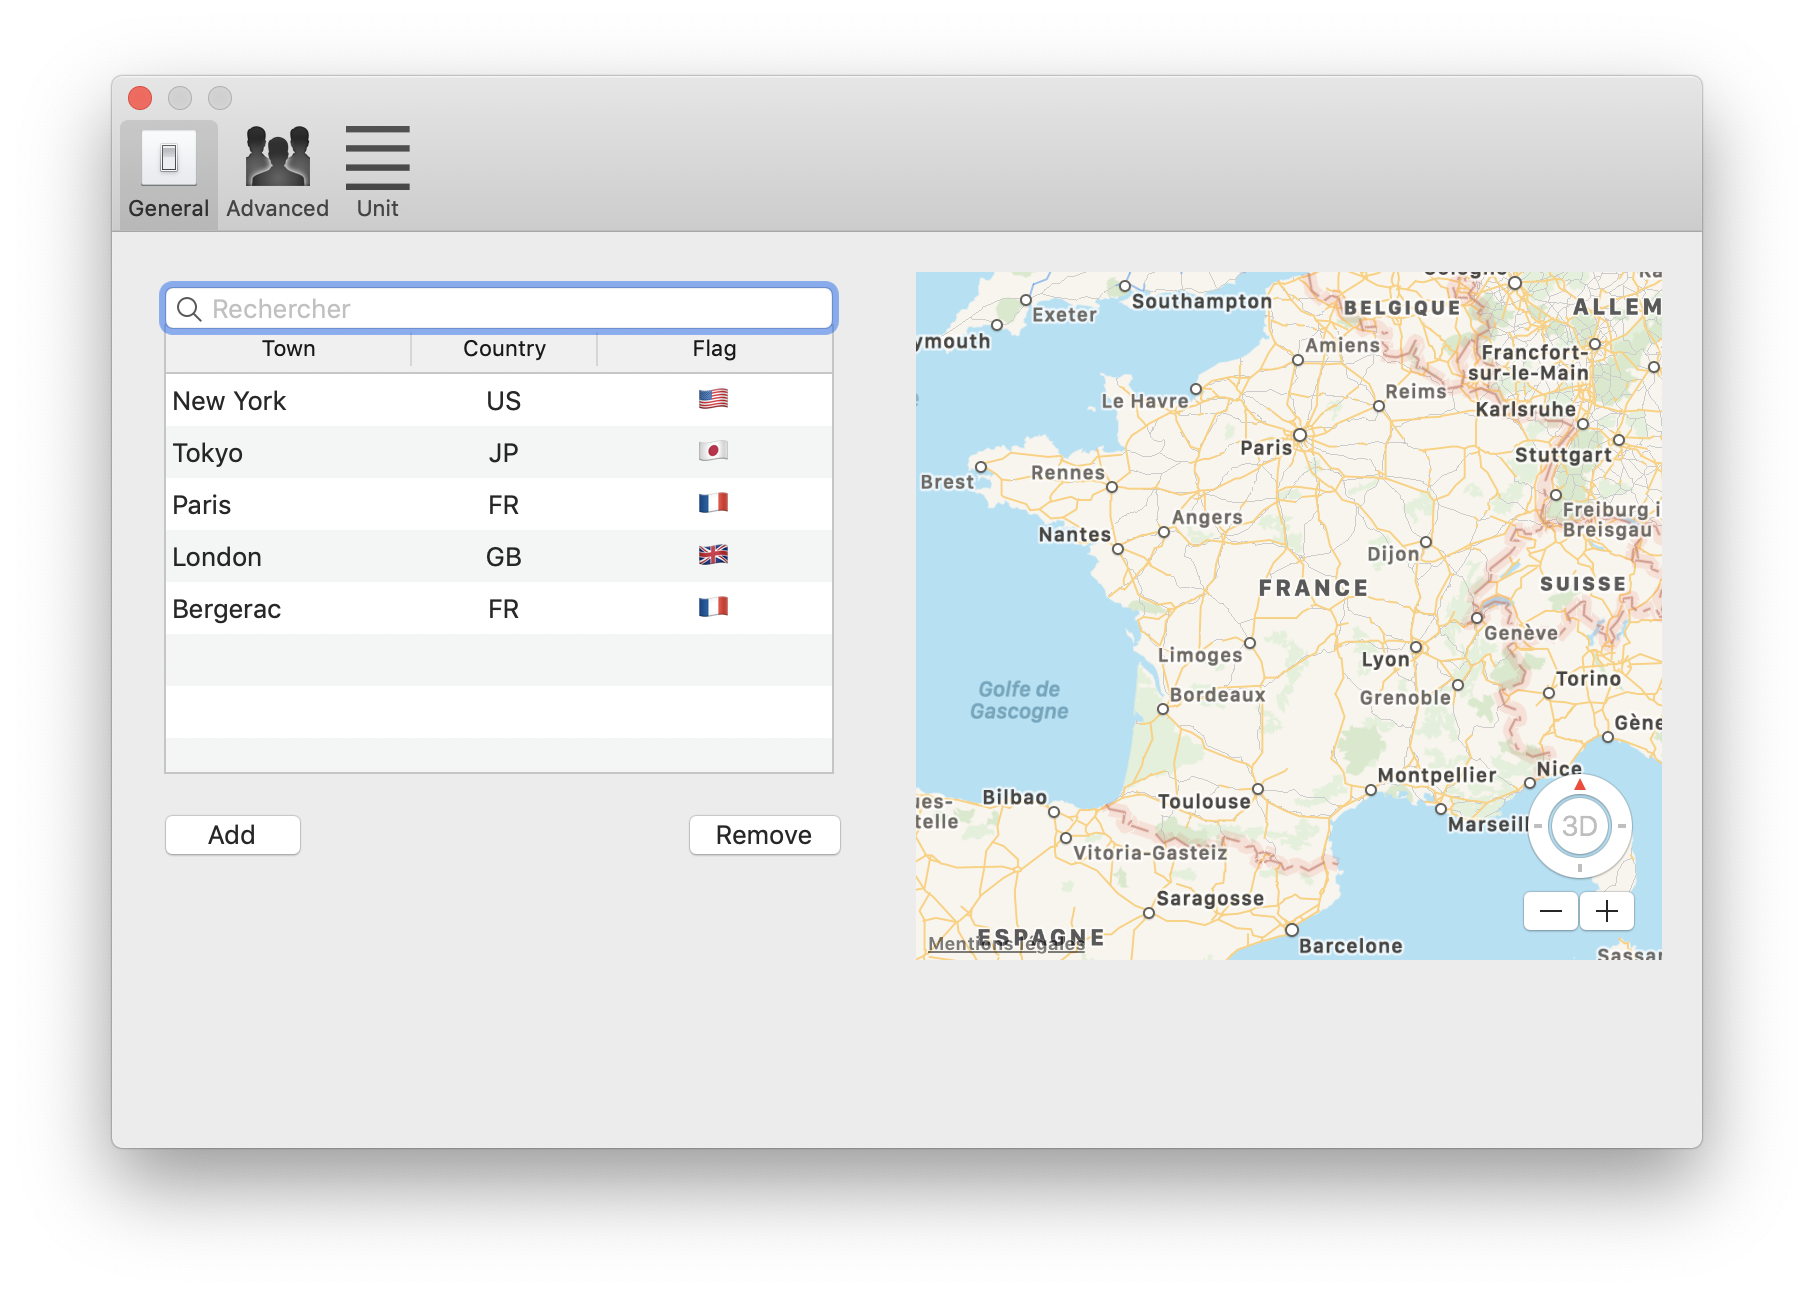 General
Advanced
Unit
Rechercher
Town Country Flag
New York US
Tokyo JP
Paris FR
London GB
Bergerac FR
Add
Remove
Southampton
Exeter
ymouth
BELGIQUE
ALLEM
Amiens
Francfort-
sur-le-Main
Le Havre
Reims
Karlsruhe
Paris
Stuttgart
Brest
Rennes
Angers
Freiburg i
Breisgau
Nantes
Dijon
FRANCE
SUISSE
Genève
Limoges
Lyon
Torino
Golfe de
Gascogne
Bordeaux
Grenoble
Gène
Montpellier
Nice
Bilbao
Toulouse
Marseill
3D
ues-
telle
Vitoria-Gasteiz
Saragosse
ESPAGNE
Mentions légales
Barcelone
Sassar